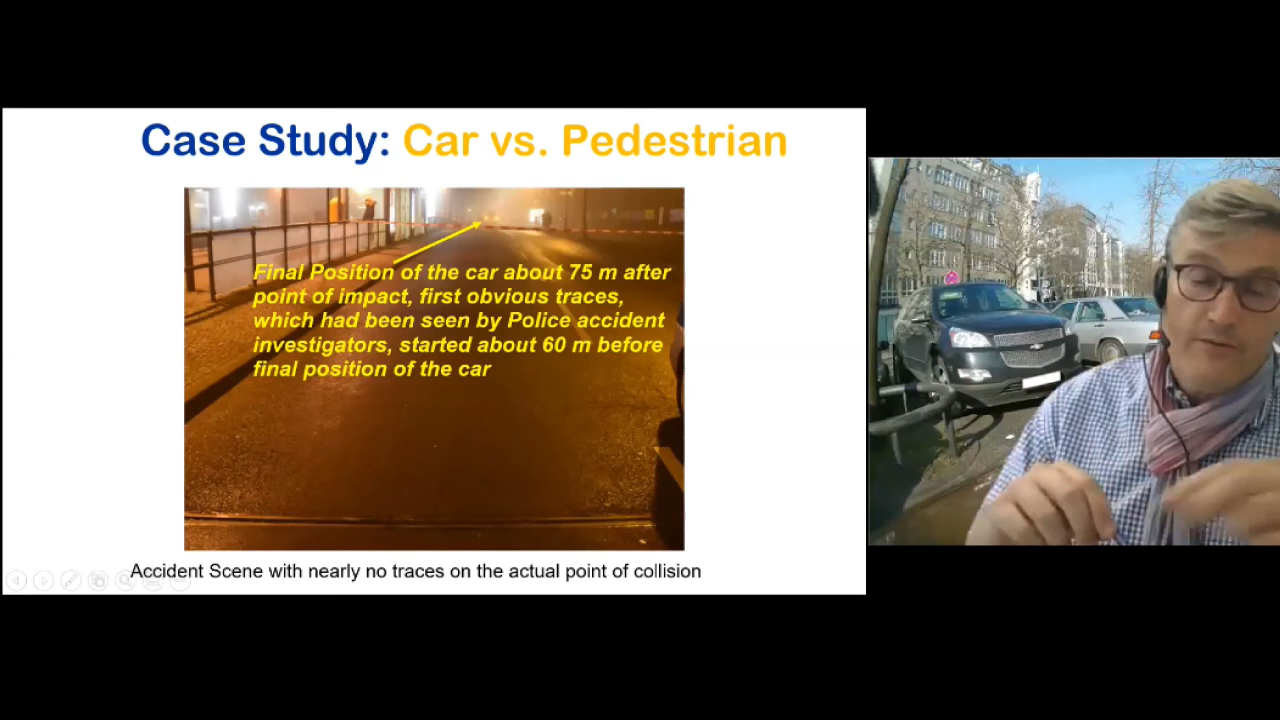 Case Study: Car vs. Pedestrian
Final Position of the car about 75 m after
point of impact, first obvious traces,
which had been seen by Police accident
investigators, started about 60 m before
final position of the car
Accident Scene with nearly no traces on the actual point of collision